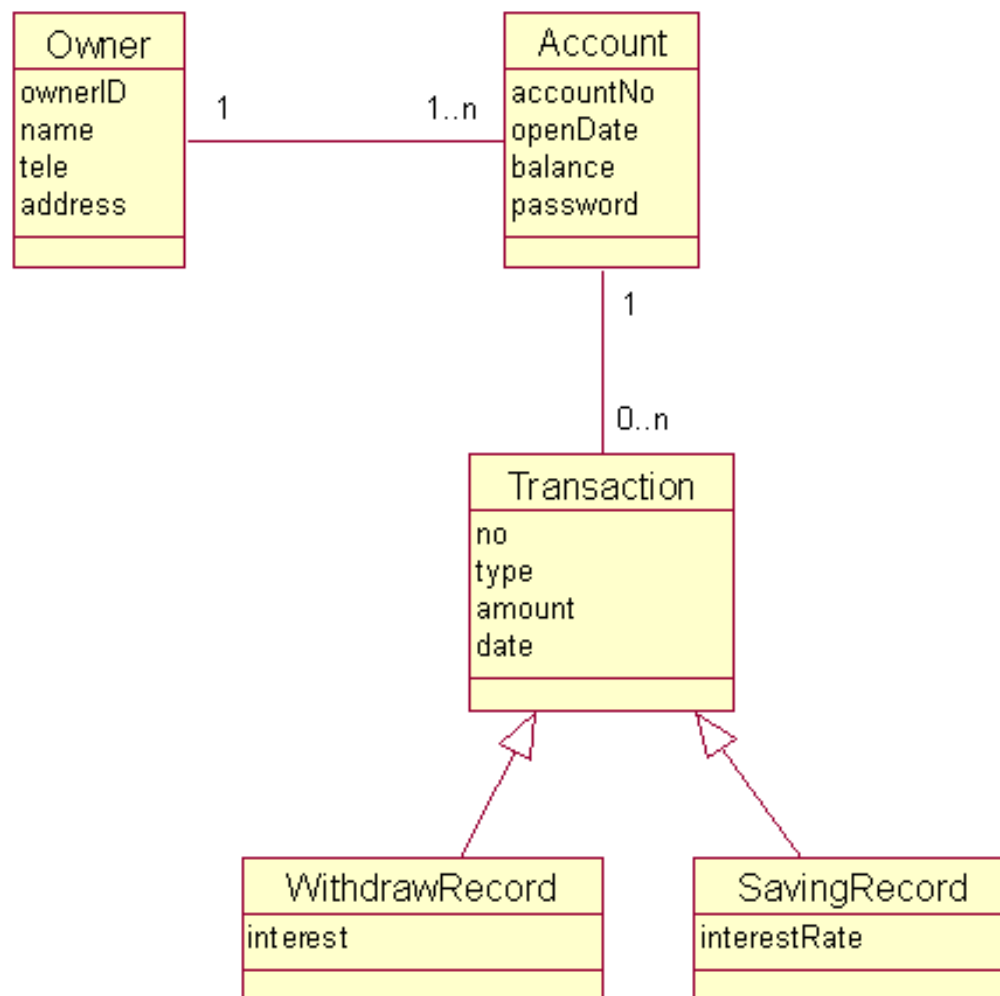 Owner
ownerID
name
tele
address
1
1..n
Account
accountNo
openDate
balance
password
1
0..n
Transaction
no
type
amount
date
WithdrawRecord
interest
SavingRecord
interestRate